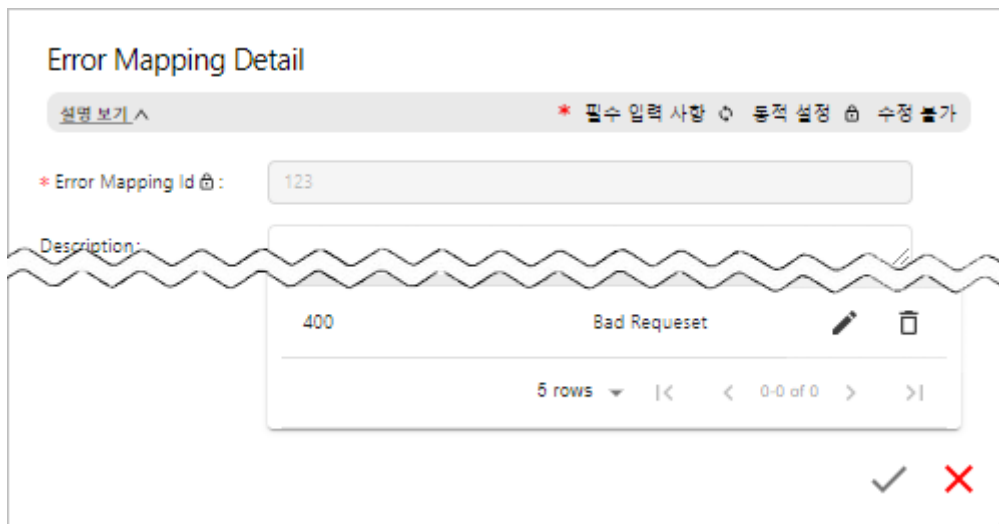 Error Mapping Detail
설명 보기 * 필수 입력 사항 동적 설정 수정 불가
* Error Mapping Id : 123
Description:
400 Bad Requeset
5 rows 0-0 of 0